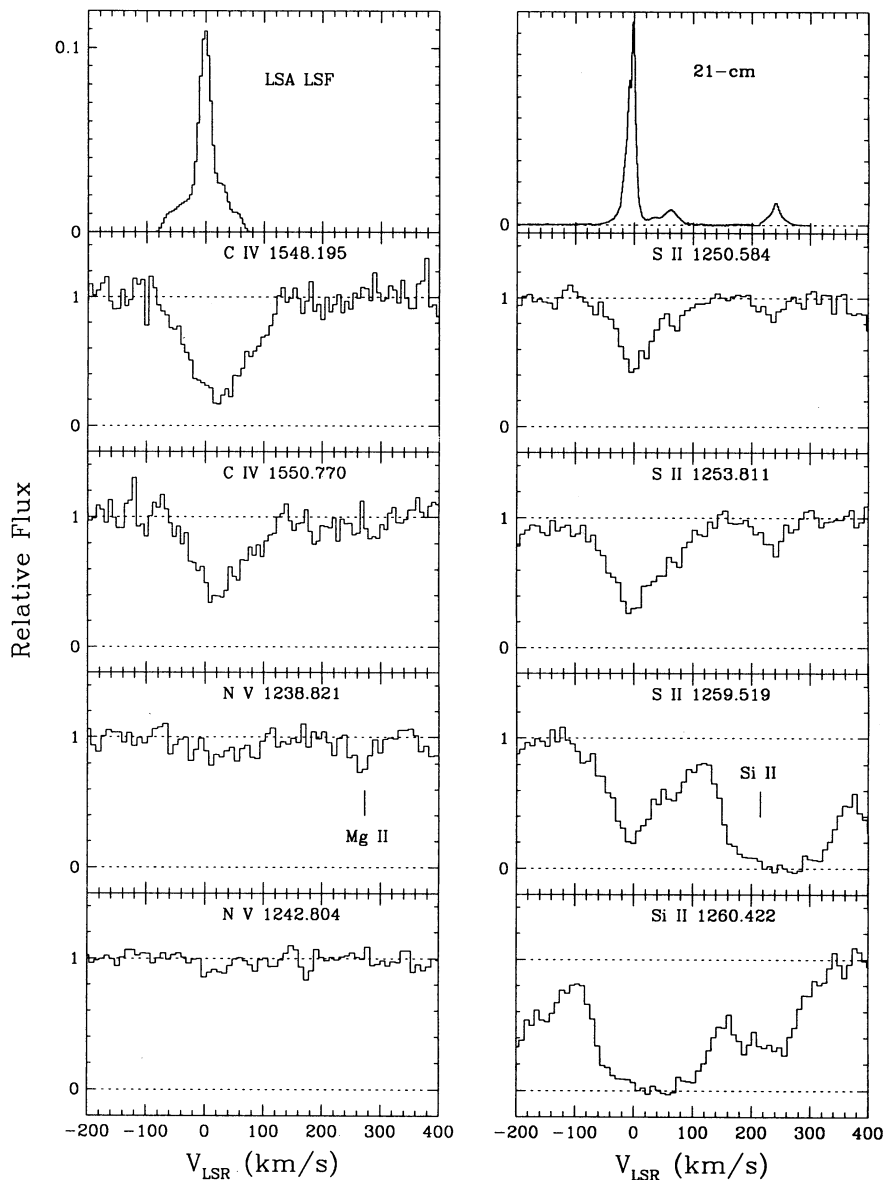 0.1
LSA LSF
0
C IV 1548.195
1
0
C IV 1550.770
1
0
N V 1238.821
1
Mg II
0
N V 1242.804
1
0
-200 -100 0 100 200 300 400
V_LSR (km/s)
Relative Flux
21-cm
0
S II 1250.584
1
0
S II 1253.811
1
0
S II 1259.519
1
Si II
0
Si II 1260.422
-200 -100 0 100 200 300 400
V_LSR (km/s)